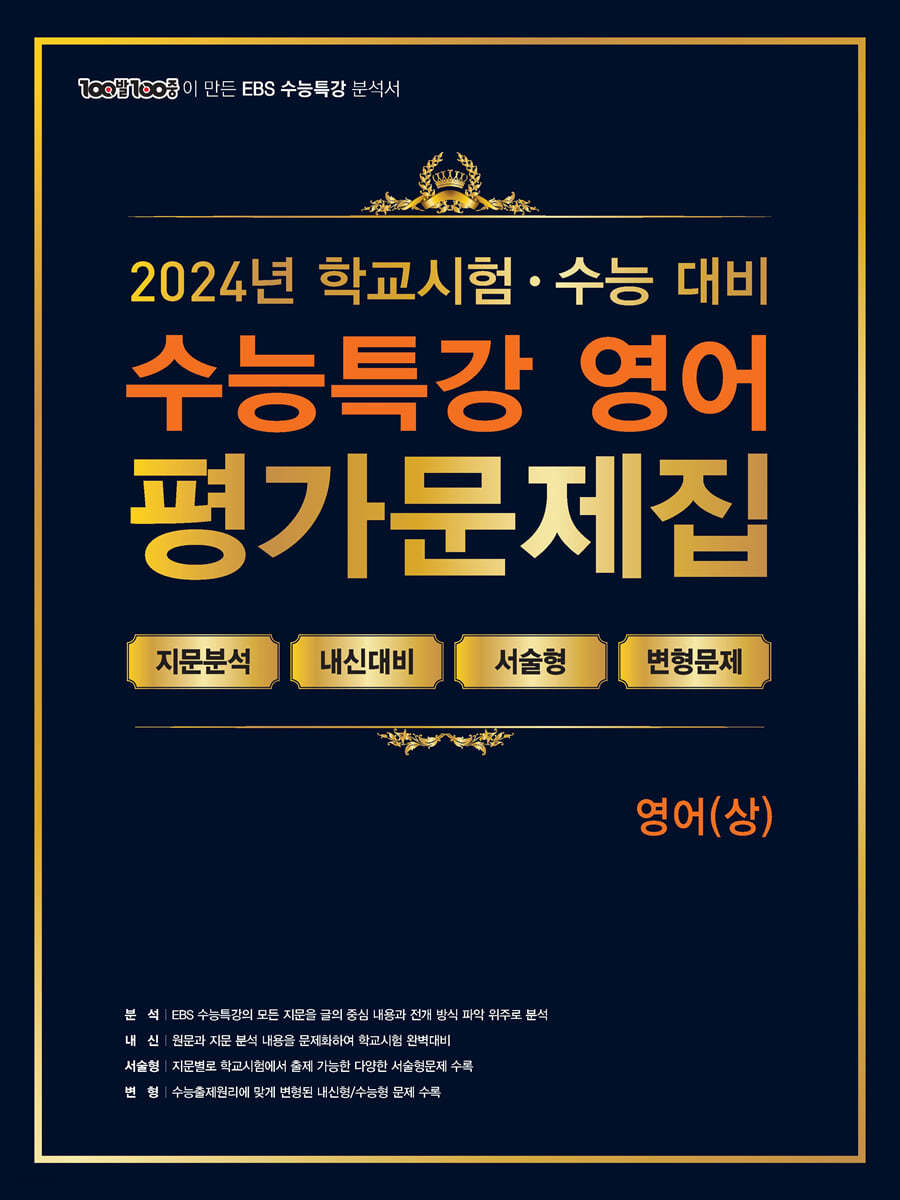 100발100중이 만든 EBS 수능특강 분석서
2024년 학교시험·수능 대비
수능특강 영어
평가문제집
지문분석 내신대비 서술형 변형문제
영어(상)
분 석 | EBS 수능특강의 모든 지문을 글의 중심 내용과 전개 방식 파악 위주로 분석
내 신 | 원문과 지문 분석 내용을 문제화하여 학교시험 완벽대비
서술형 | 지문별로 학교시험에서 출제 가능한 다양한 서술형문제 수록
변 형 | 수능출제원리에 맞게 변형된 내신형/수능형 문제 수록